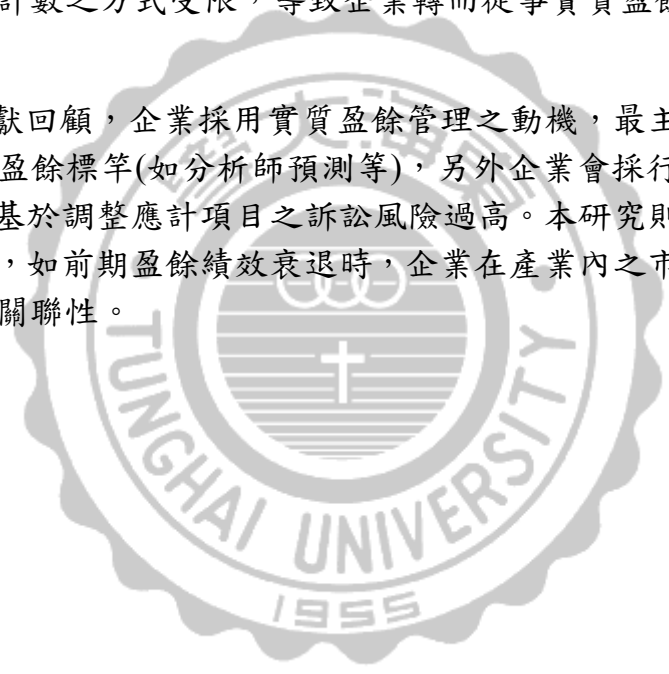 計數之方式受限，導致企業轉而從事實質盈餘
獻回顧，企業採用實質盈餘管理之動機，最主
盈餘標竿(如分析師預測等)，另外企業會採行
基於調整應計項目之訴訟風險過高。本研究則
，如前期盈餘績效衰退時，企業在產業內之市
關聯性。
TUNGHAI UNIVERSITY
1955